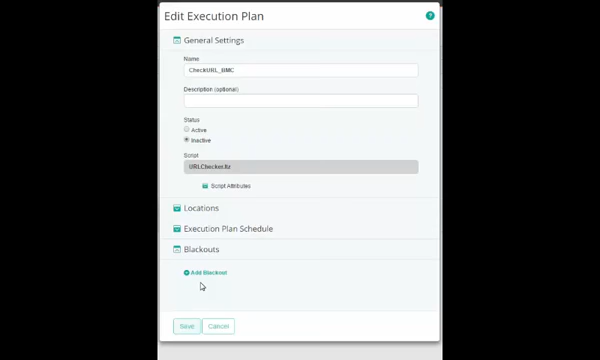 Edit Execution Plan
?
General Settings
Name
CheckURL_BMC
Description (optional)
Status
Active
Inactive
Script
URLChecker.ltz
Script Attributes
Locations
Execution Plan Schedule
Blackouts
Add Blackout
Save
Cancel